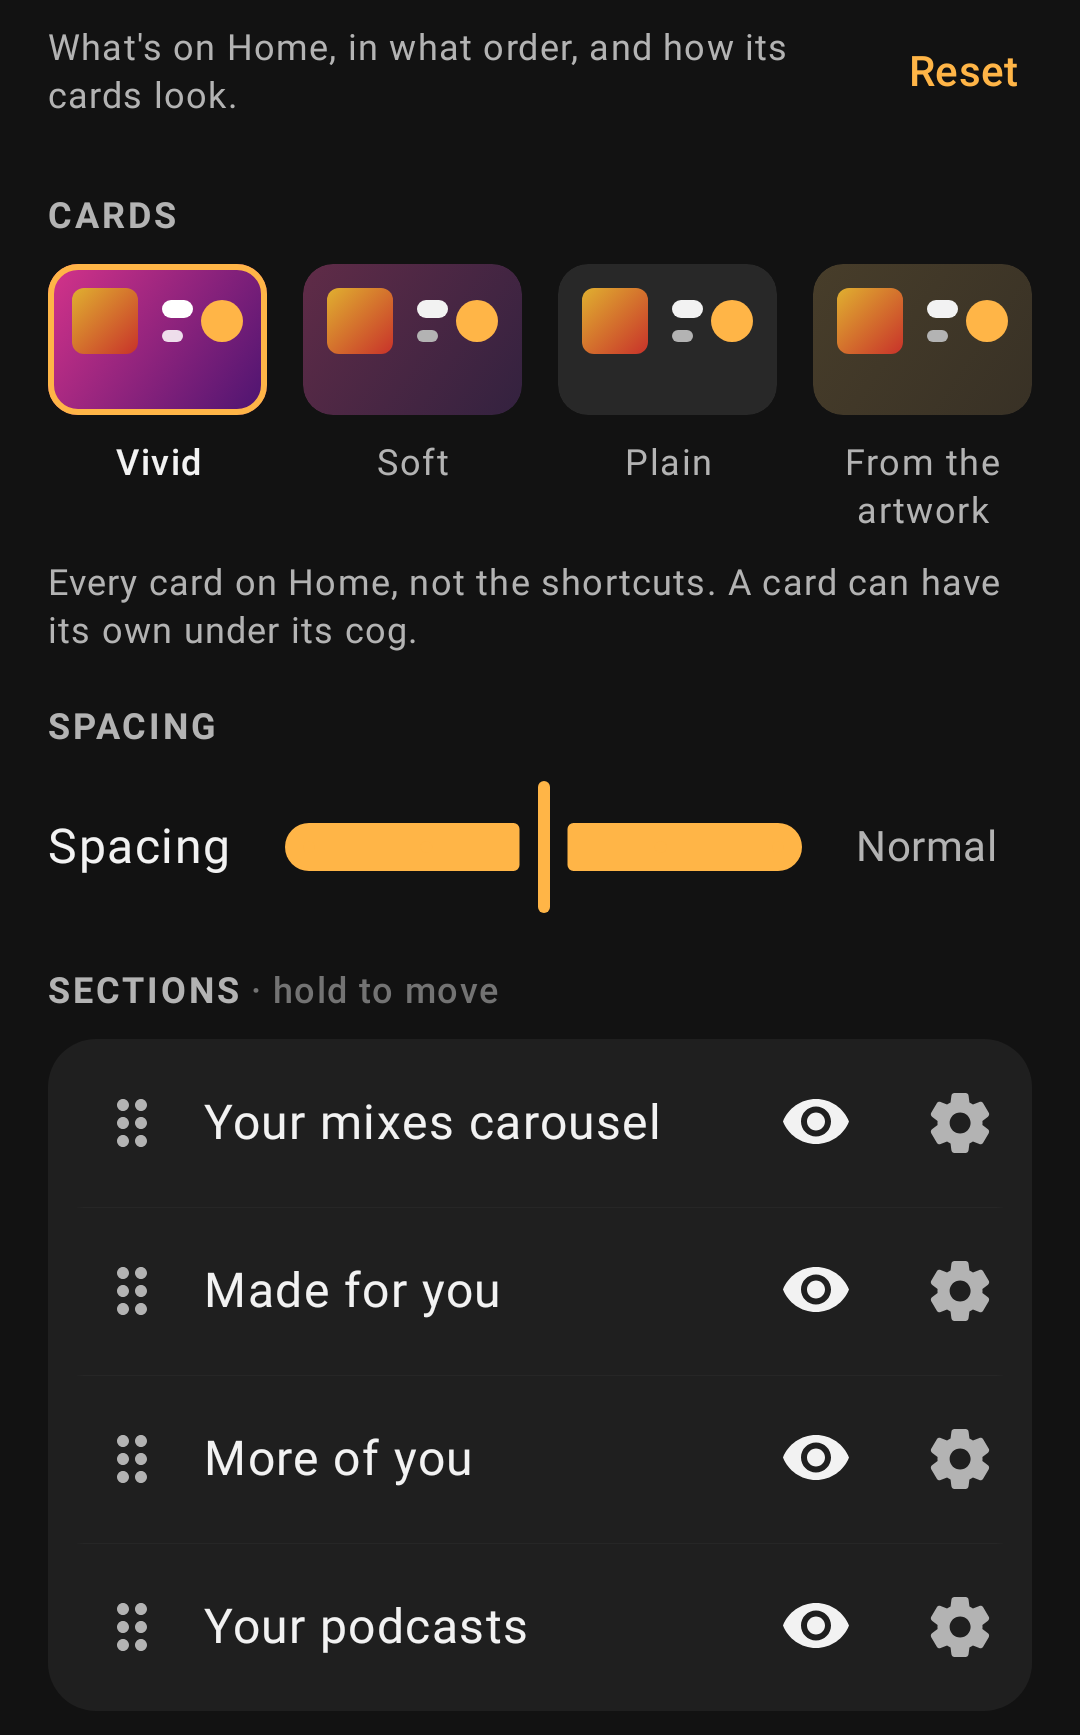 What's on Home, in what order, and how its
cards look.
Reset
CARDS
Vivid
Soft
Plain
From the
artwork
Every card on Home, not the shortcuts. A card can have
its own under its cog.
SPACING
Spacing
Normal
SECTIONS · hold to move
Your mixes carousel
Made for you
More of you
Your podcasts